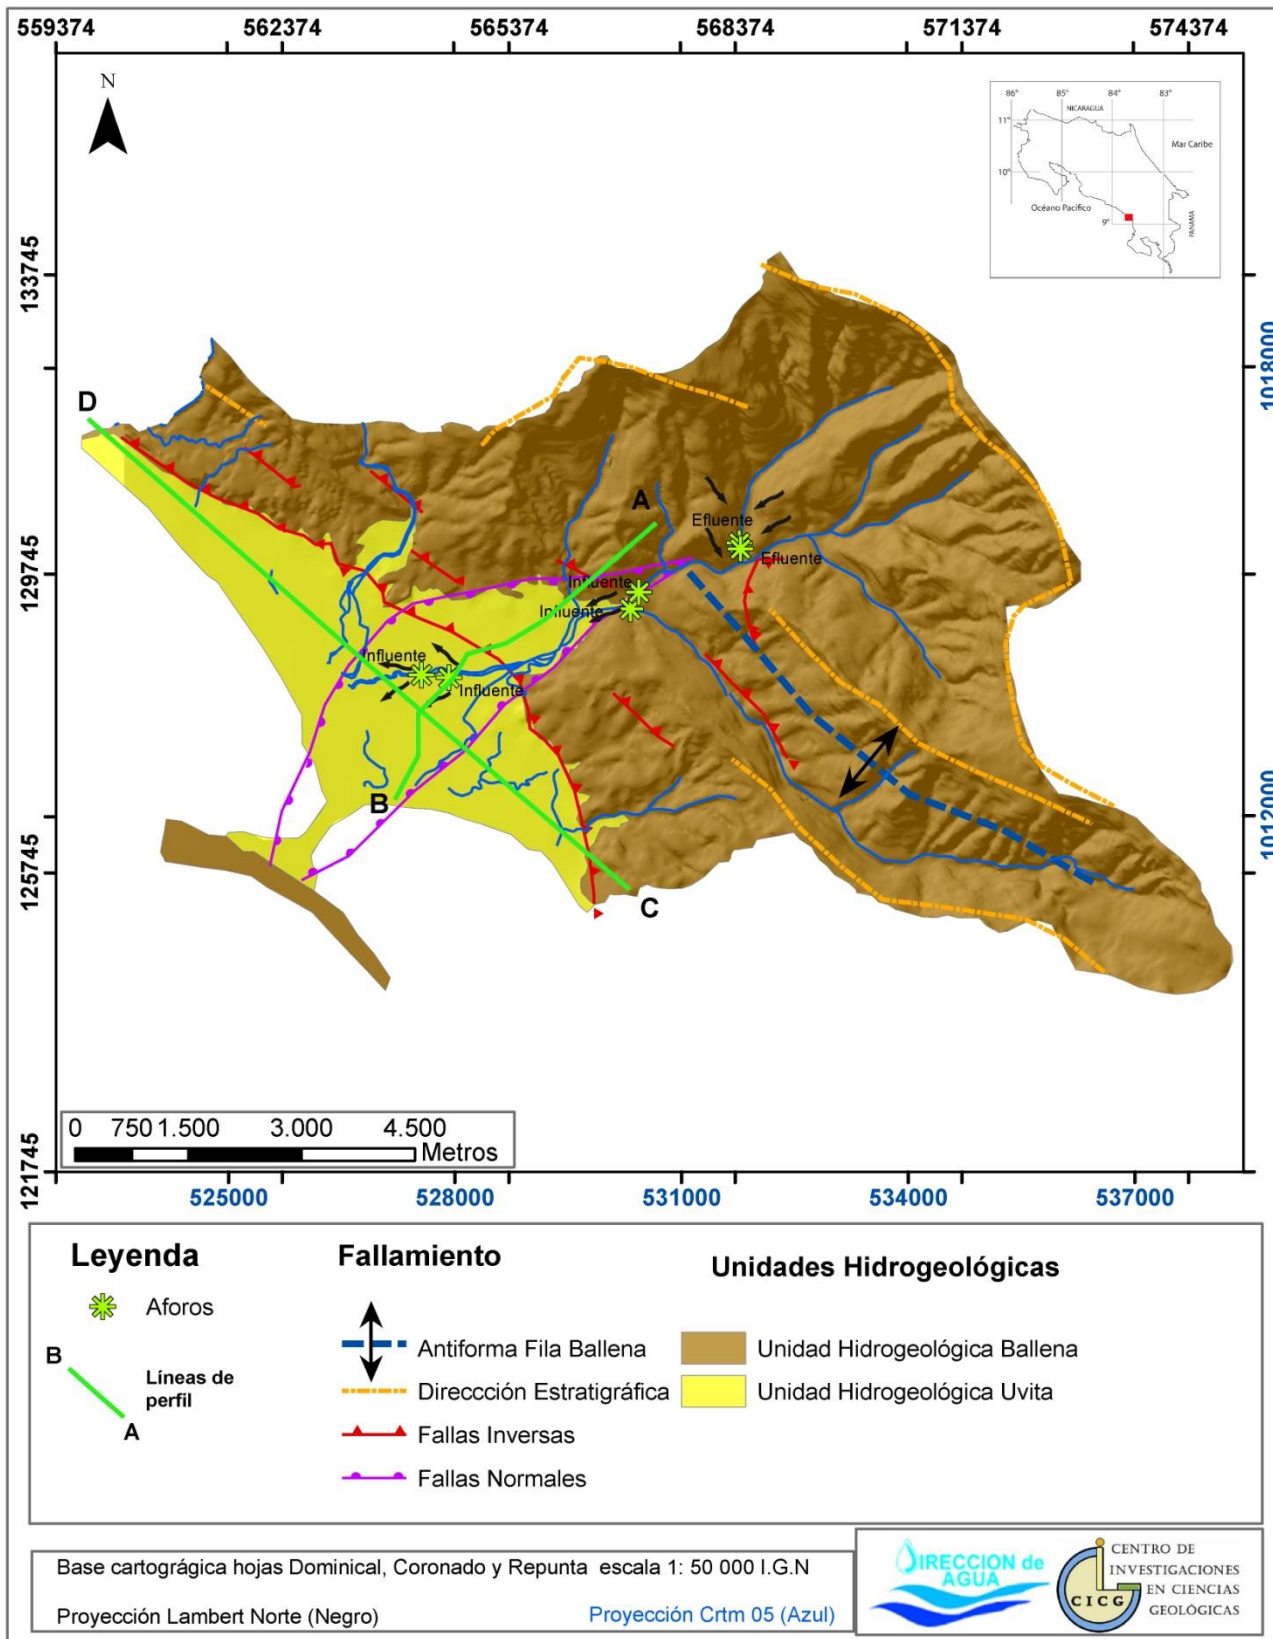 559374 562374 565374 568374 571374 574374
N
86° 85° 84° 83°
NICARAGUA
11°
Mar Caribe
10°
Océano Pacífico
9°
PANAMA
133745
1018000
D
A
Efluente
Efluente
129745
Influente
Influente
Influente
Influente
B
1012000
125745
C
0 750 1.500 3.000 4.500
Metros
121745
525000 528000 531000 534000 537000
Leyenda
Aforos
B
Líneas de
perfil
A
Fallamiento
Antiforma Fila Ballena
Direccción Estratigráfica
Fallas Inversas
Fallas Normales
Unidades Hidrogeológicas
Unidad Hidrogeológica Ballena
Unidad Hidrogeológica Uvita
Base cartográgica hojas Dominical, Coronado y Repunta escala 1: 50 000 I.G.N
Proyección Lambert Norte (Negro) Proyección Crtm 05 (Azul)
DIRECCION de
AGUA
CICG
CENTRO DE
INVESTIGACIONES
EN CIENCIAS
GEOLÓGICAS